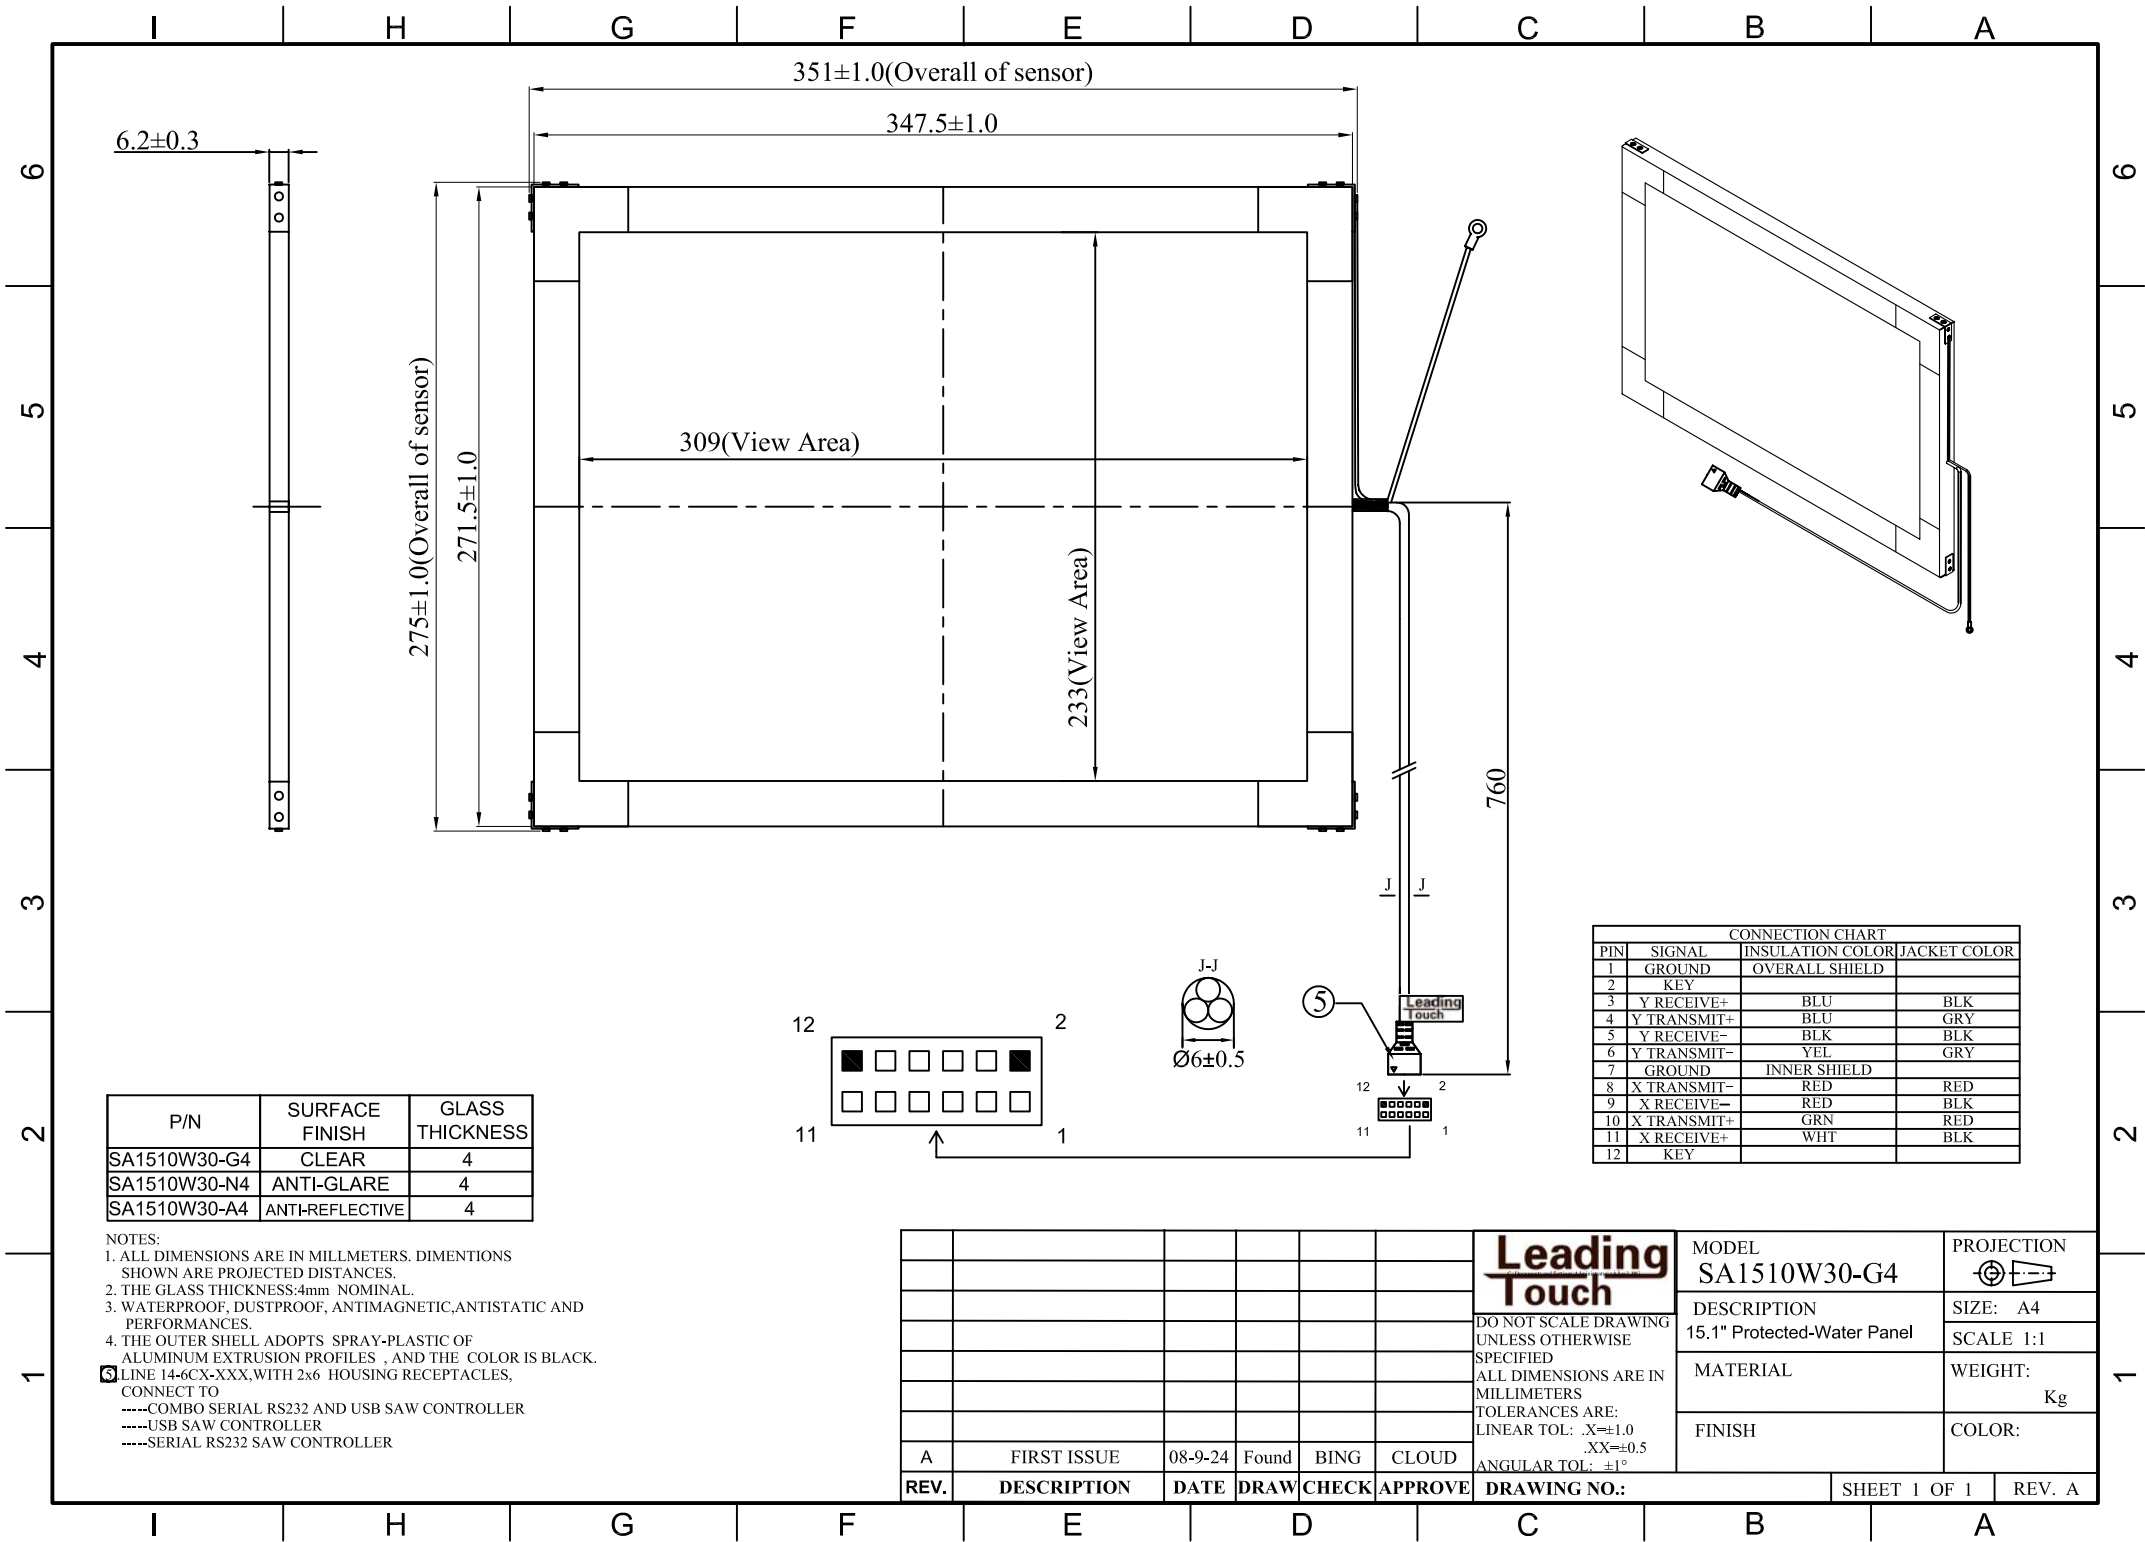 I H G F E D C B A
6
5
4
3
2
1
6
5
4
3
2
1
351±1.0(Overall of sensor)
347.5±1.0
6.2±0.3
275±1.0(Overall of sensor)
271.5±1.0
309(View Area)
233(View Area)
760
J J
J-J
Ø6±0.5
5
Leading
Touch
12 2
11 1
12 2
11 1
CONNECTION CHART
PIN SIGNAL INSULATION COLOR JACKET COLOR
1 GROUND OVERALL SHIELD
2 KEY
3 Y RECEIVE+ BLU BLK
4 Y TRANSMIT+ BLU GRY
5 Y RECEIVE- BLK BLK
6 Y TRANSMIT- YEL GRY
7 GROUND INNER SHIELD
8 X TRANSMIT- RED RED
9 X RECEIVE- RED BLK
10 X TRANSMIT+ GRN RED
11 X RECEIVE+ WHT BLK
12 KEY
P/N SURFACE FINISH GLASS THICKNESS
SA1510W30-G4 CLEAR 4
SA1510W30-N4 ANTI-GLARE 4
SA1510W30-A4 ANTI-REFLECTIVE 4
NOTES:
1. ALL DIMENSIONS ARE IN MILLMETERS. DIMENTIONS
SHOWN ARE PROJECTED DISTANCES.
2. THE GLASS THICKNESS:4mm NOMINAL.
3. WATERPROOF, DUSTPROOF, ANTIMAGNETIC,ANTISTATIC AND
PERFORMANCES.
4. THE OUTER SHELL ADOPTS SPRAY-PLASTIC OF
ALUMINUM EXTRUSION PROFILES , AND THE COLOR IS BLACK.
5.LINE 14-6CX-XXX,WITH 2x6 HOUSING RECEPTACLES,
CONNECT TO
-----COMBO SERIAL RS232 AND USB SAW CONTROLLER
-----USB SAW CONTROLLER
-----SERIAL RS232 SAW CONTROLLER
A FIRST ISSUE 08-9-24 Found BING CLOUD
REV. DESCRIPTION DATE DRAW CHECK APPROVE
Leading
Touch
DO NOT SCALE DRAWING
UNLESS OTHERWISE
SPECIFIED
ALL DIMENSIONS ARE IN
MILLIMETERS
TOLERANCES ARE:
LINEAR TOL: .X=±1.0
.XX=±0.5
ANGULAR TOL: ±1°
DRAWING NO.:
MODEL
SA1510W30-G4
DESCRIPTION
15.1" Protected-Water Panel
MATERIAL
FINISH
PROJECTION
SIZE: A4
SCALE 1:1
WEIGHT:
Kg
COLOR:
SHEET 1 OF 1
REV. A
I H G F E D C B A